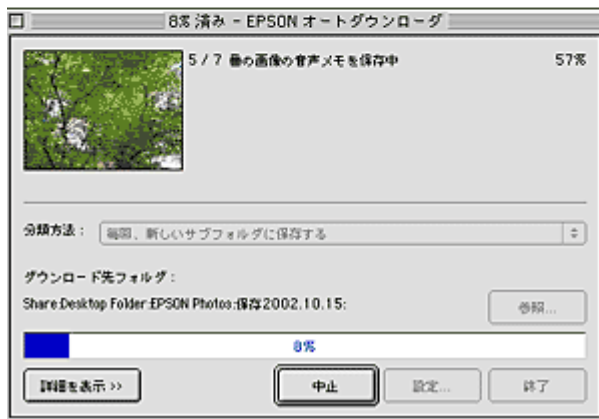 8% 済み - EPSON オートダウンローダ
5 / 7 番の画像の音声メモを保存中 57%
分類方法： 毎回、新しいサブフォルダに保存する
ダウンロード先フォルダ：
Share:Desktop Folder:EPSON Photos:保存2002.10.15:
参照...
8%
詳細を表示 >> 中止 設定... 終了